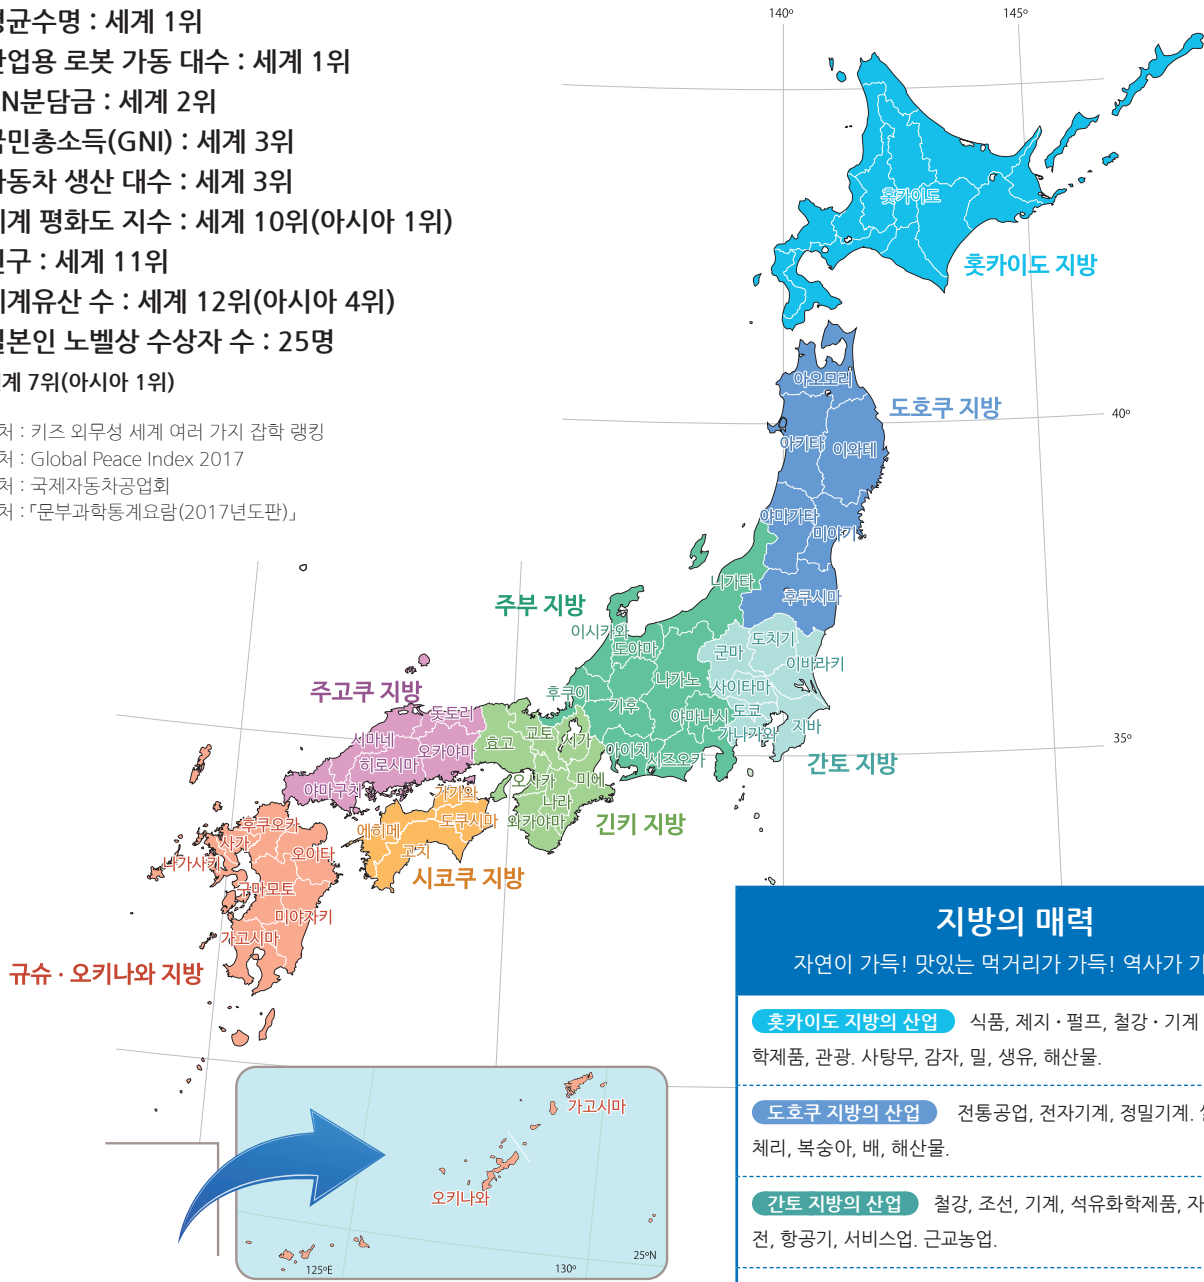 평균수명 : 세계 1위
산업용 로봇 가동 대수 : 세계 1위
N분담금 : 세계 2위
국민총소득(GNI) : 세계 3위
자동차 생산 대수 : 세계 3위
세계 평화도 지수 : 세계 10위(아시아 1위)
인구 : 세계 11위
세계유산 수 : 세계 12위(아시아 4위)
일본인 노벨상 수상자 수 : 25명
세계 7위(아시아 1위)
처 : 키즈 외무성 세계 여러 가지 잡학 랭킹
처 : Global Peace Index 2017
처 : 국제자동차공업회
처 : 「문부과학통계요람(2017년도판)」
140º
145º
홋카이도
홋카이도 지방
아오모리
도호쿠 지방
40º
아키타
이와테
야마가타
미야기
니가타
후쿠시마
주부 지방
이시카와
도야마
도치기
군마
이바라키
나가노
사이타마
주고쿠 지방
후쿠이
기후
야마나시
도쿄
지바
가나가와
돗토리
시마네
오카야마
히로시마
야마구치
효고
교토
시가
아이치
시즈오카
35º
간토 지방
오사카
미에
나라
와카야마
긴키 지방
가가와
도쿠시마
에히메
고치
시코쿠 지방
후쿠오카
사가
오이타
나가사키
구마모토
미야자키
가고시마
규슈 · 오키나와 지방
가고시마
오키나와
125ºE
130º
25ºN
지방의 매력
자연이 가득! 맛있는 먹거리가 가득! 역사가 가
홋카이도 지방의 산업 식품, 제지 · 펄프, 철강 · 기계
학제품, 관광. 사탕무, 감자, 밀, 생유, 해산물.
도호쿠 지방의 산업 전통공업, 전자기계, 정밀기계.
체리, 복숭아, 배, 해산물.
간토 지방의 산업 철강, 조선, 기계, 석유화학제품, 자
전, 항공기, 서비스업. 근교농업.